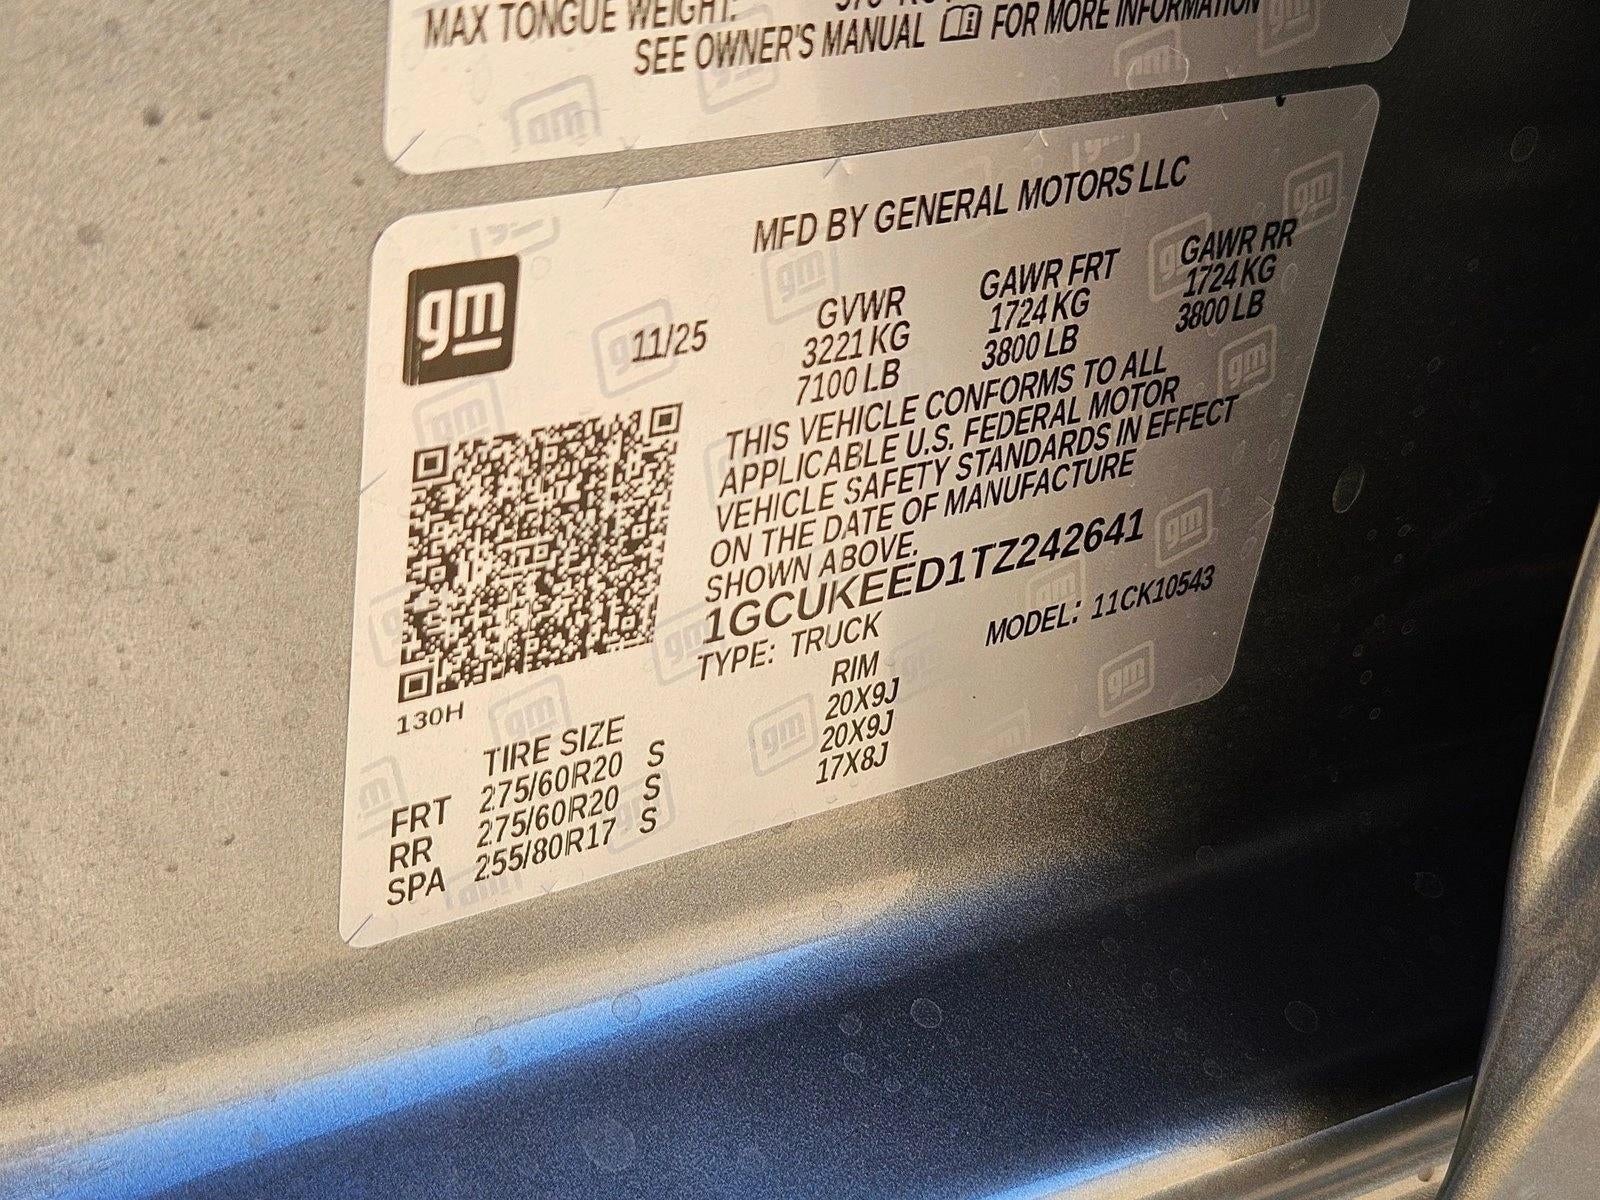 MAX TONGUE WEIGHT:
SEE OWNER'S MANUAL FOR MORE INFORMATION
gm
MFD BY GENERAL MOTORS LLC
11/25
GVWR GAWR FRT GAWR RR
3221 KG 1724 KG 1724 KG
7100 LB 3800 LB 3800 LB
THIS VEHICLE CONFORMS TO ALL
APPLICABLE U.S. FEDERAL MOTOR
VEHICLE SAFETY STANDARDS IN EFFECT
ON THE DATE OF MANUFACTURE
SHOWN ABOVE.
1GCUKEED1TZ242641
TYPE: TRUCK MODEL: 11CK10543
130H
TIRE SIZE RIM
FRT 275/60R20 S 20X9J
RR 275/60R20 S 20X9J
SPA 255/80R17 S 17X8J